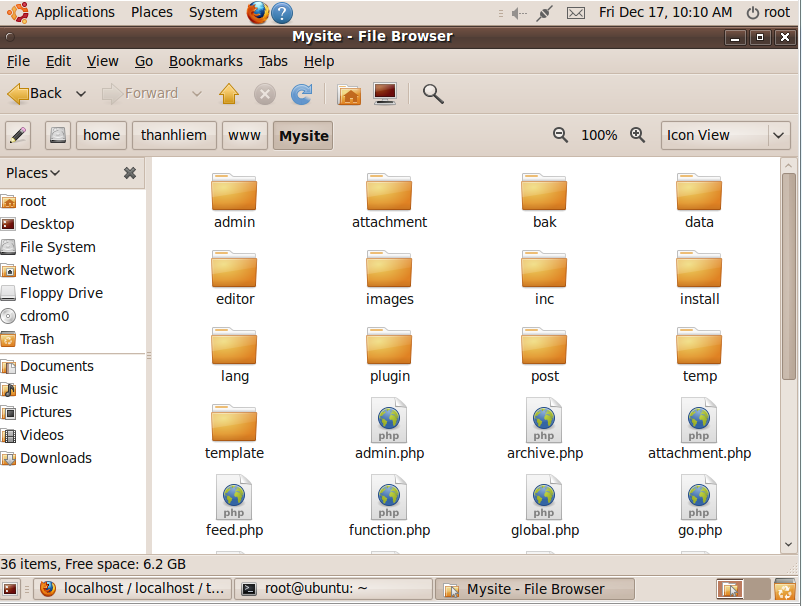 Applications Places System ? Fri Dec 17, 10:10 AM root
Mysite - File Browser
File Edit View Go Bookmarks Tabs Help
Back Forward
home thanhliem www Mysite 100% Icon View
Places
root
Desktop
File System
Network
Floppy Drive
cdrom0
Trash
Documents
Music
Pictures
Videos
Downloads
admin attachment bak data
editor images inc install
lang plugin post temp
php php php
template admin.php archive.php attachment.php
php php php php
feed.php function.php global.php go.php
36 items, Free space: 6.2 GB
localhost / localhost / t... root@ubuntu: ~ Mysite - File Browser